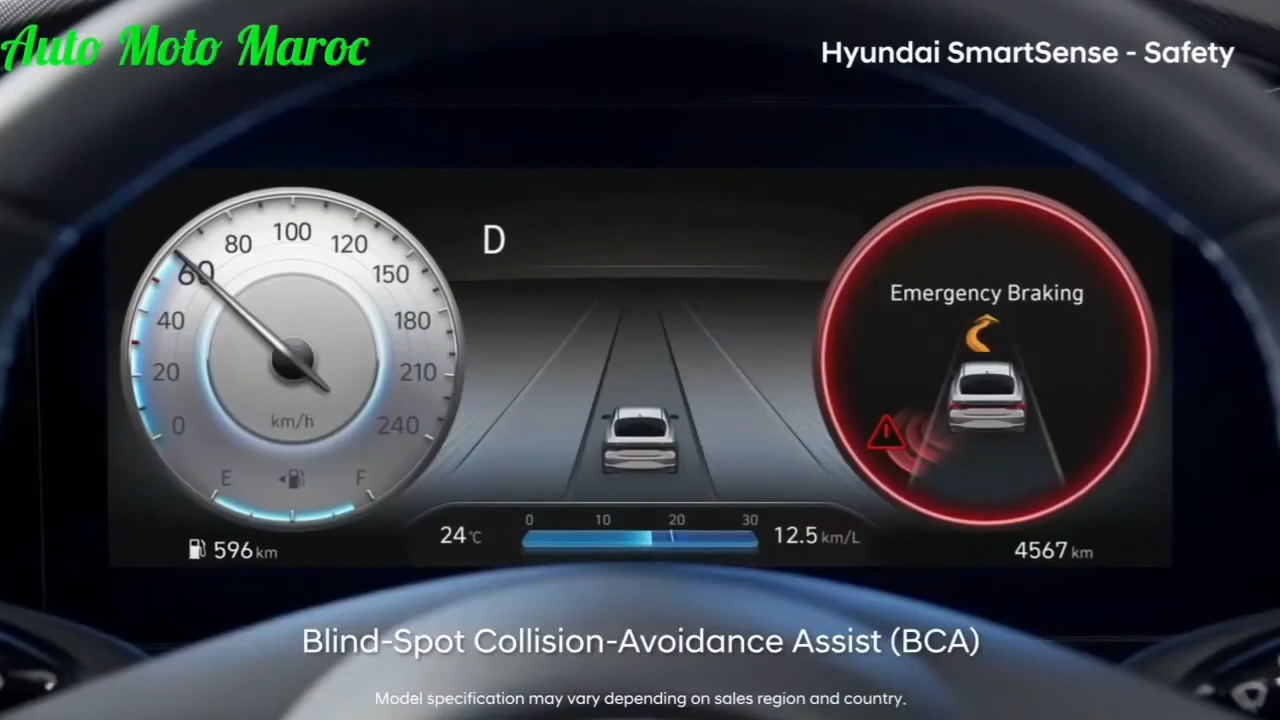 Auto Moto Maroc
Hyundai SmartSense - Safety
D
0
20
40
60
80
100
120
150
180
210
240
km/h
E
F
Emergency Braking
0 10 20 30
24°C
12.5 km/L
596 km
4567 km
Blind-Spot Collision-Avoidance Assist (BCA)
Model specification may vary depending on sales region and country.